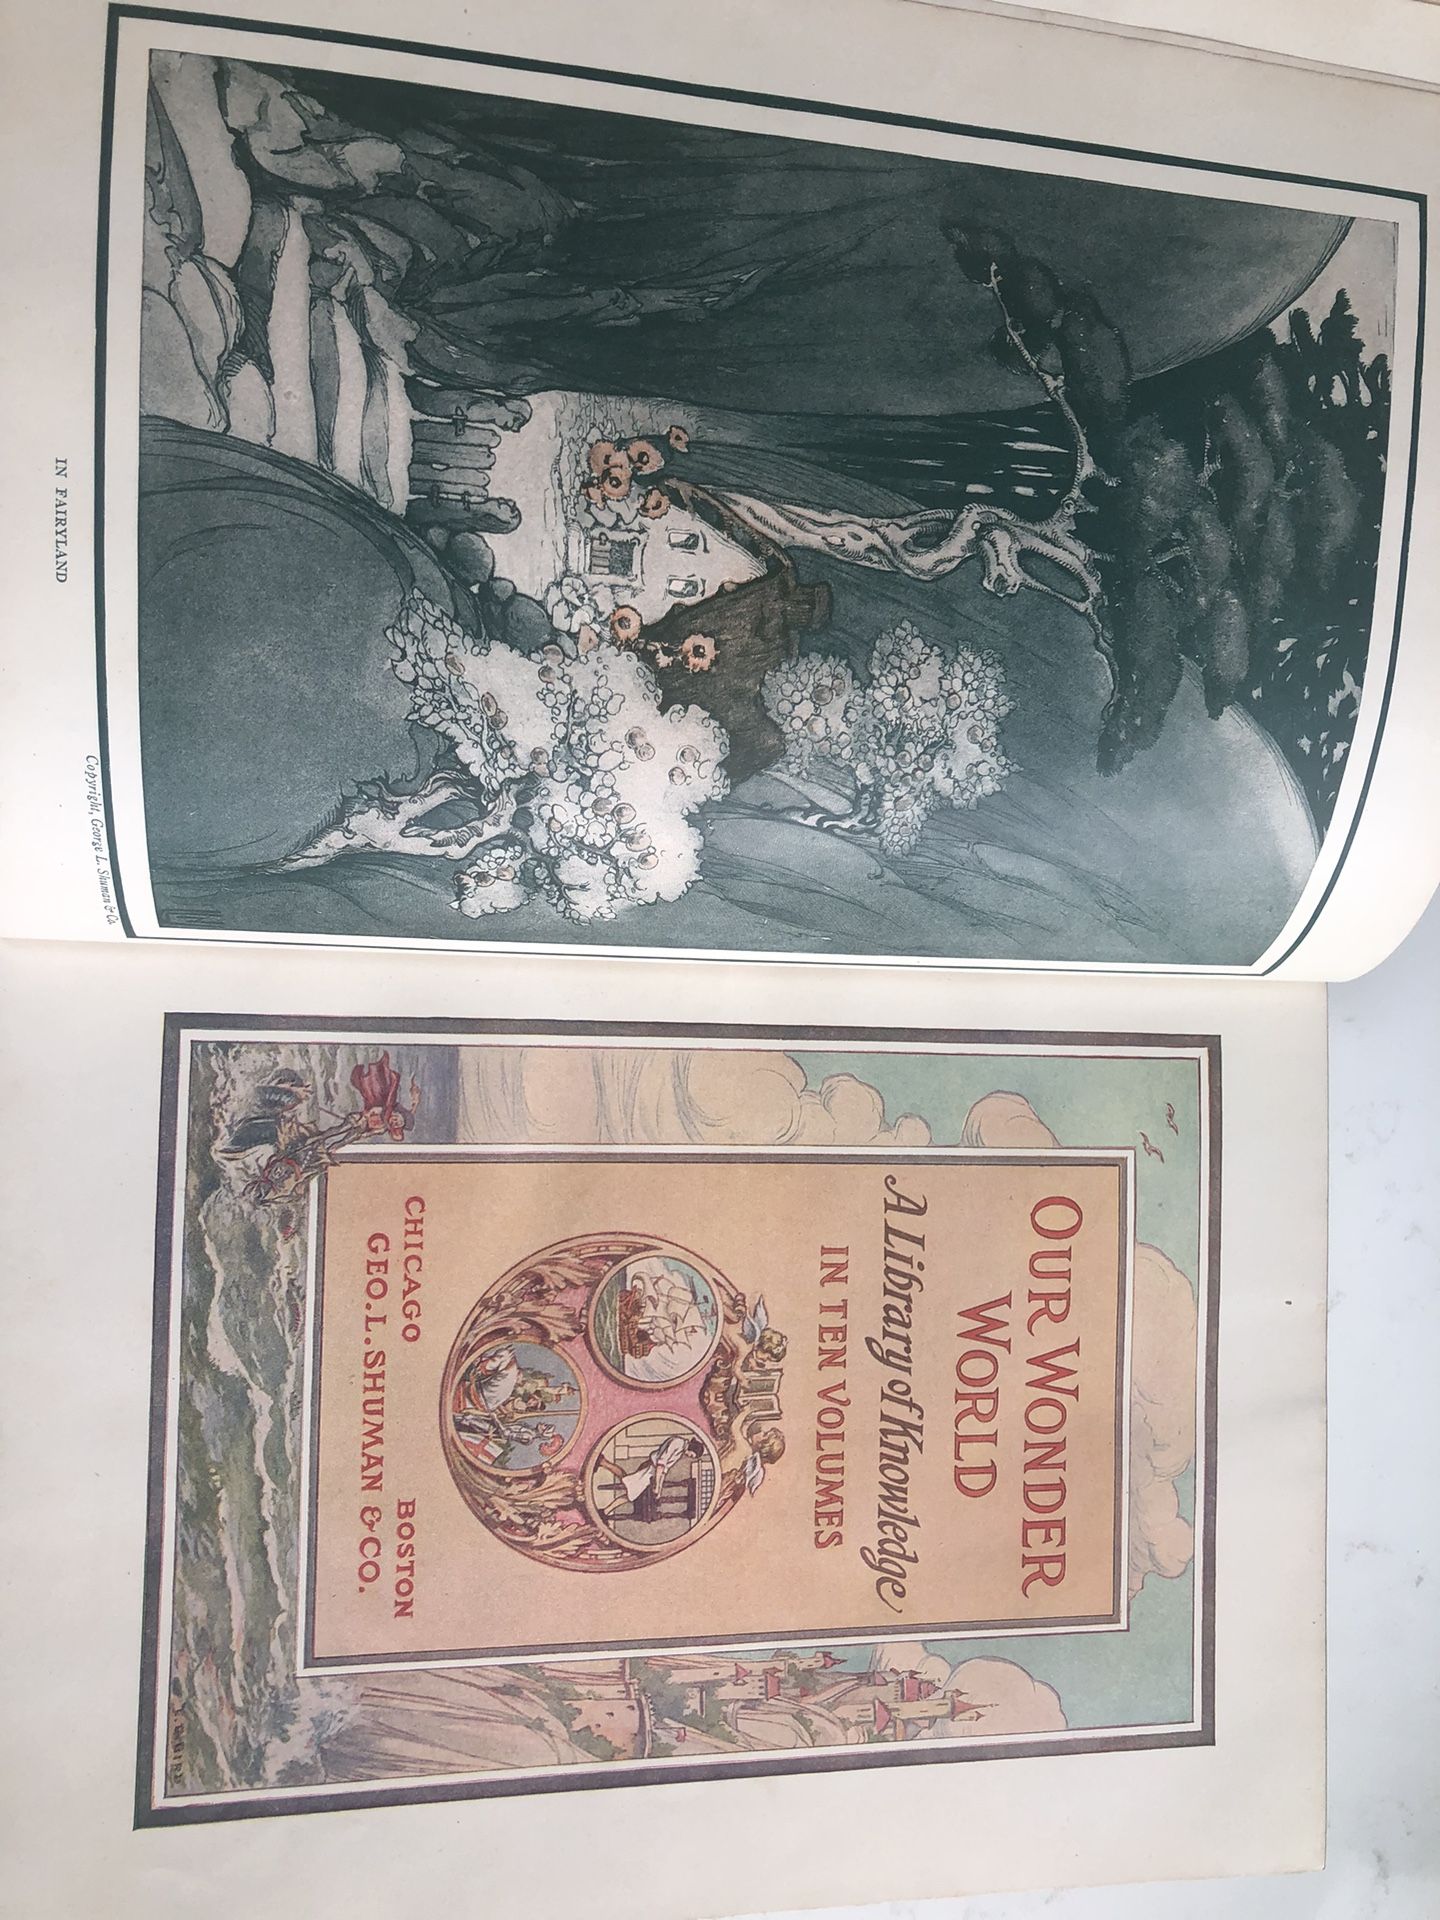 IN FAIRYLAND
Copyright, George L. Shuman & Co.
OUR WONDER
WORLD
A Library of Knowledge
IN TEN VOLUMES
CHICAGO BOSTON
GEO. L. SHUMAN & CO.